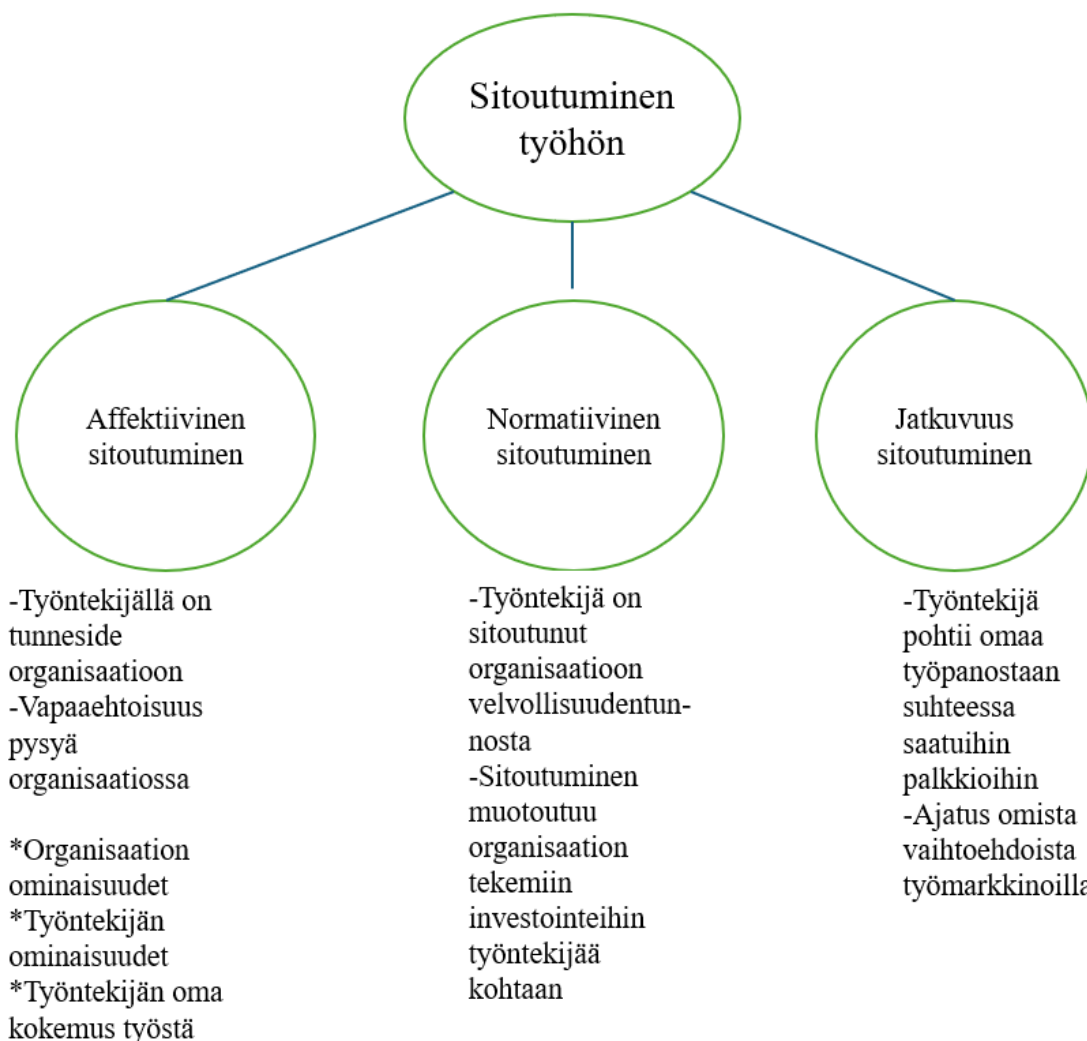 Sitoutuminen
työhön
Affektiivinen
sitoutuminen
Normatiivinen
sitoutuminen
Jatkuvuus
sitoutuminen
-Työntekijällä on
tunneside
organisaatioon
-Vapaaehtoisuus
pysyä
organisaatiossa
*Organisaation
ominaisuudet
*Työntekijän
ominaisuudet
*Työntekijän oma
kokemus työstä
-Työntekijä on
sitoutunut
organisaatioon
velvollisuudentun-
nosta
-Sitoutuminen
muotoutuu
organisaation
tekemiin
investointeihin
työntekijää
kohtaan
-Työntekijä
pohtii omaa
työpanostaan
suhteessa
saatuihin
palkkioihin
-Ajatus omista
vaihtoehdoista
työmarkkinoilla